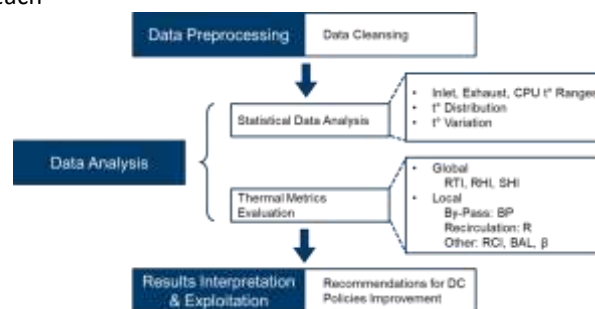 each
Data Preprocessing
Data Cleansing
Statistical Data Analysis
• Inlet, Exhaust, CPU t° Ranges
• t° Distribution
• t° Variation
Data Analysis
Thermal Metrics
Evaluation
• Global
RTI, RHI, SHI
• Local
By-Pass: BP
Recirculation: R
Other: RCI, BAL, β
Results Interpretation
& Exploitation
Recommendations for DC
Policies Improvement